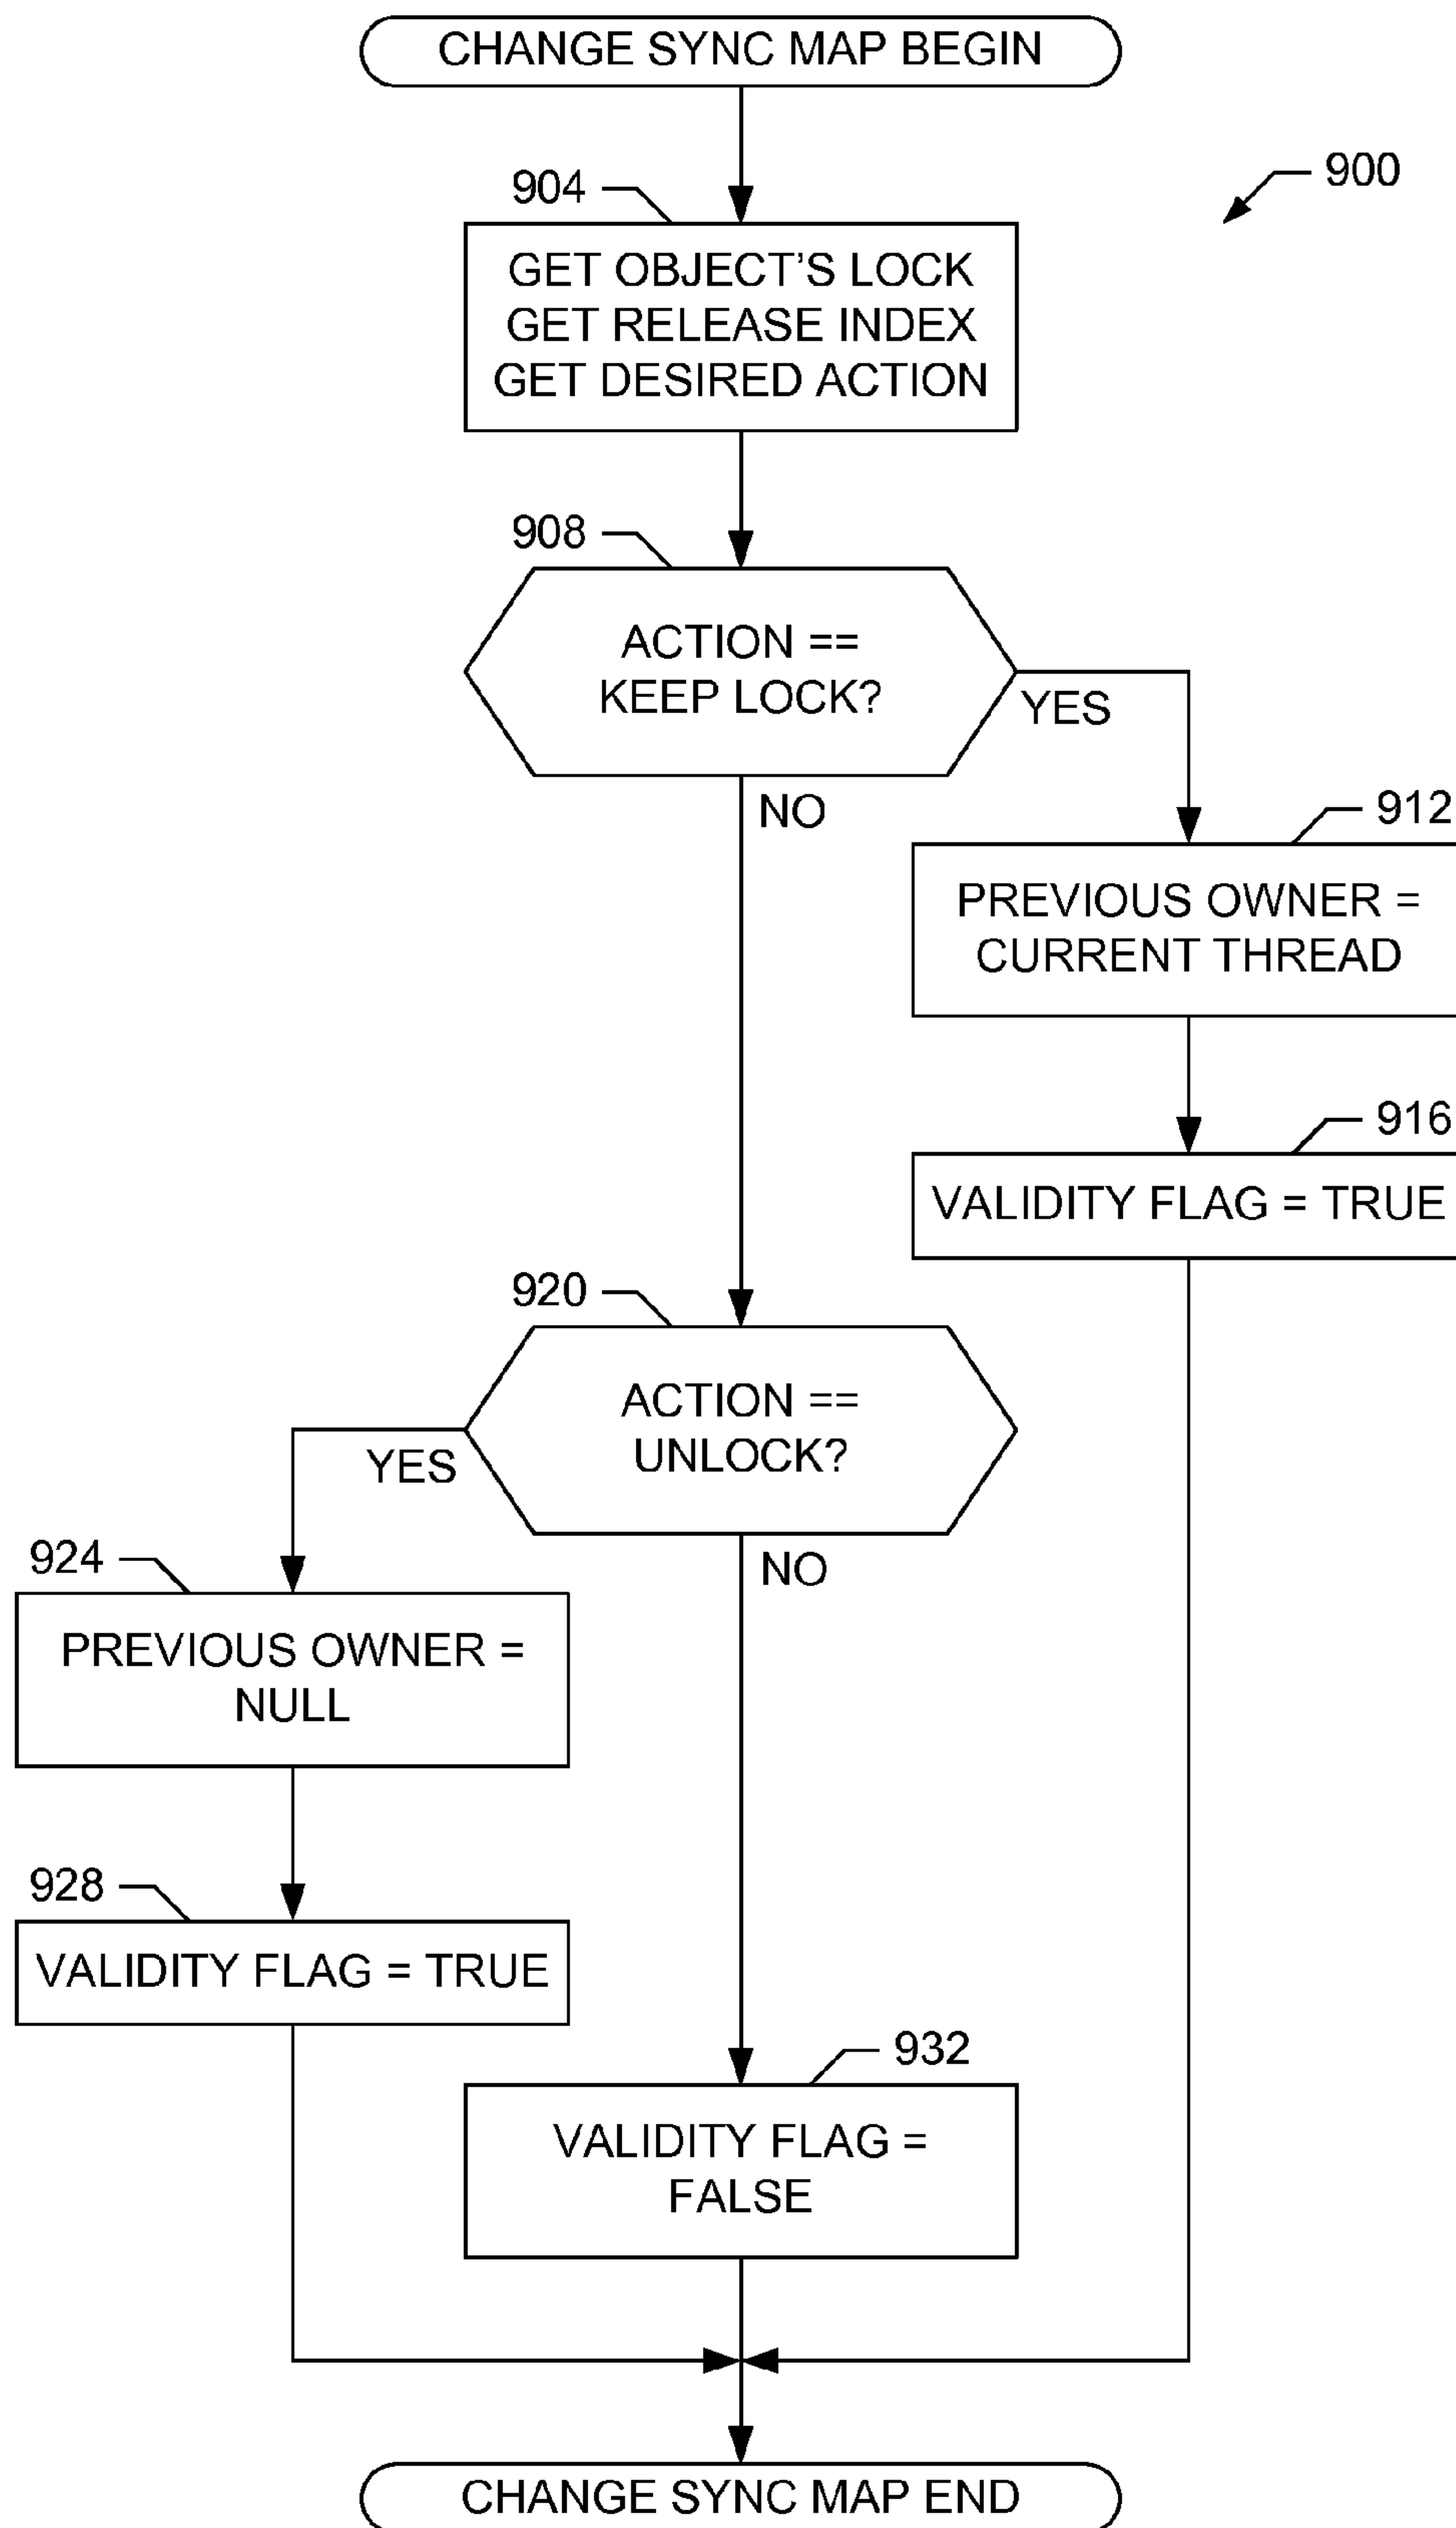 CHANGE SYNC MAP BEGIN
900
904
GET OBJECT'S LOCK
GET RELEASE INDEX
GET DESIRED ACTION
908
ACTION ==
KEEP LOCK?
YES
NO
912
PREVIOUS OWNER =
CURRENT THREAD
916
VALIDITY FLAG = TRUE
920
ACTION ==
UNLOCK?
YES
NO
924
PREVIOUS OWNER =
NULL
928
VALIDITY FLAG = TRUE
932
VALIDITY FLAG =
FALSE
CHANGE SYNC MAP END